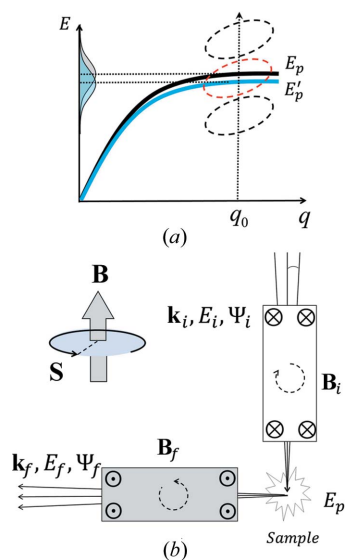 E
E_p
E'_p
q_0
q
(a)
B
S
k_i, E_i, Ψ_i
B_i
B_f
k_f, E_f, Ψ_f
E_p
Sample
(b)